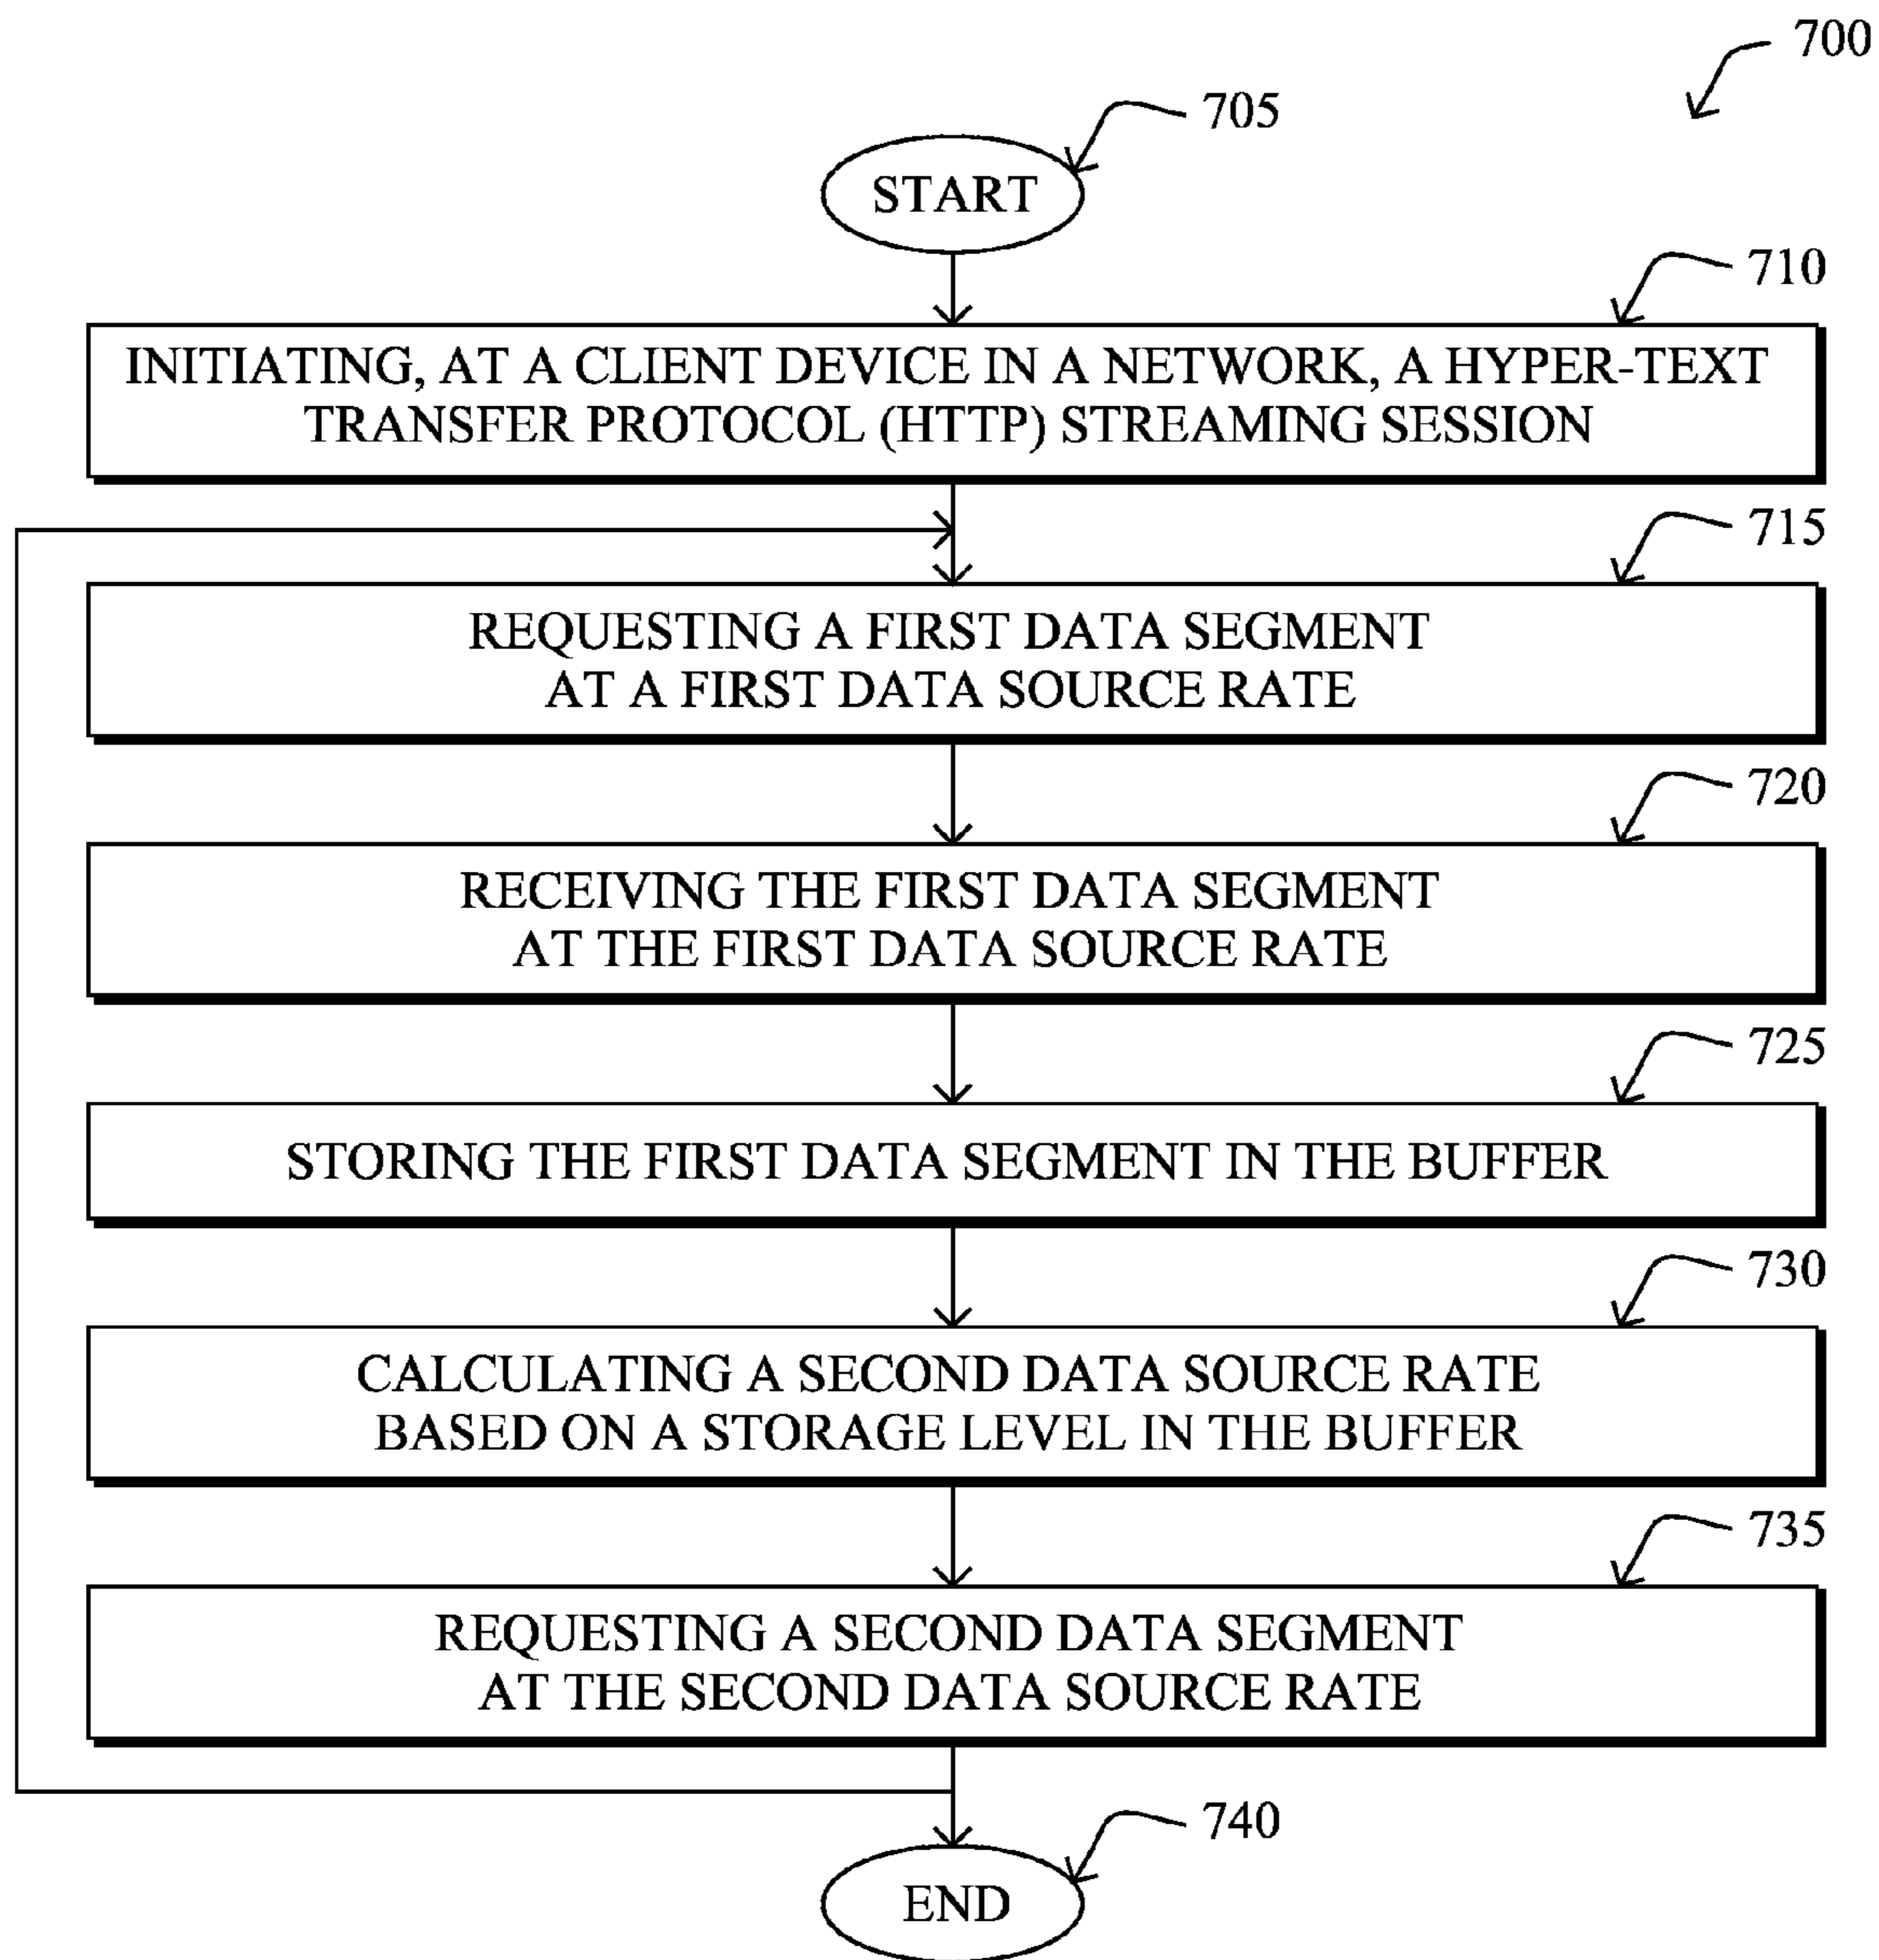 700
705
START
710
INITIATING, AT A CLIENT DEVICE IN A NETWORK, A HYPER-TEXT
TRANSFER PROTOCOL (HTTP) STREAMING SESSION
715
REQUESTING A FIRST DATA SEGMENT
AT A FIRST DATA SOURCE RATE
720
RECEIVING THE FIRST DATA SEGMENT
AT THE FIRST DATA SOURCE RATE
725
STORING THE FIRST DATA SEGMENT IN THE BUFFER
730
CALCULATING A SECOND DATA SOURCE RATE
BASED ON A STORAGE LEVEL IN THE BUFFER
735
REQUESTING A SECOND DATA SEGMENT
AT THE SECOND DATA SOURCE RATE
740
END